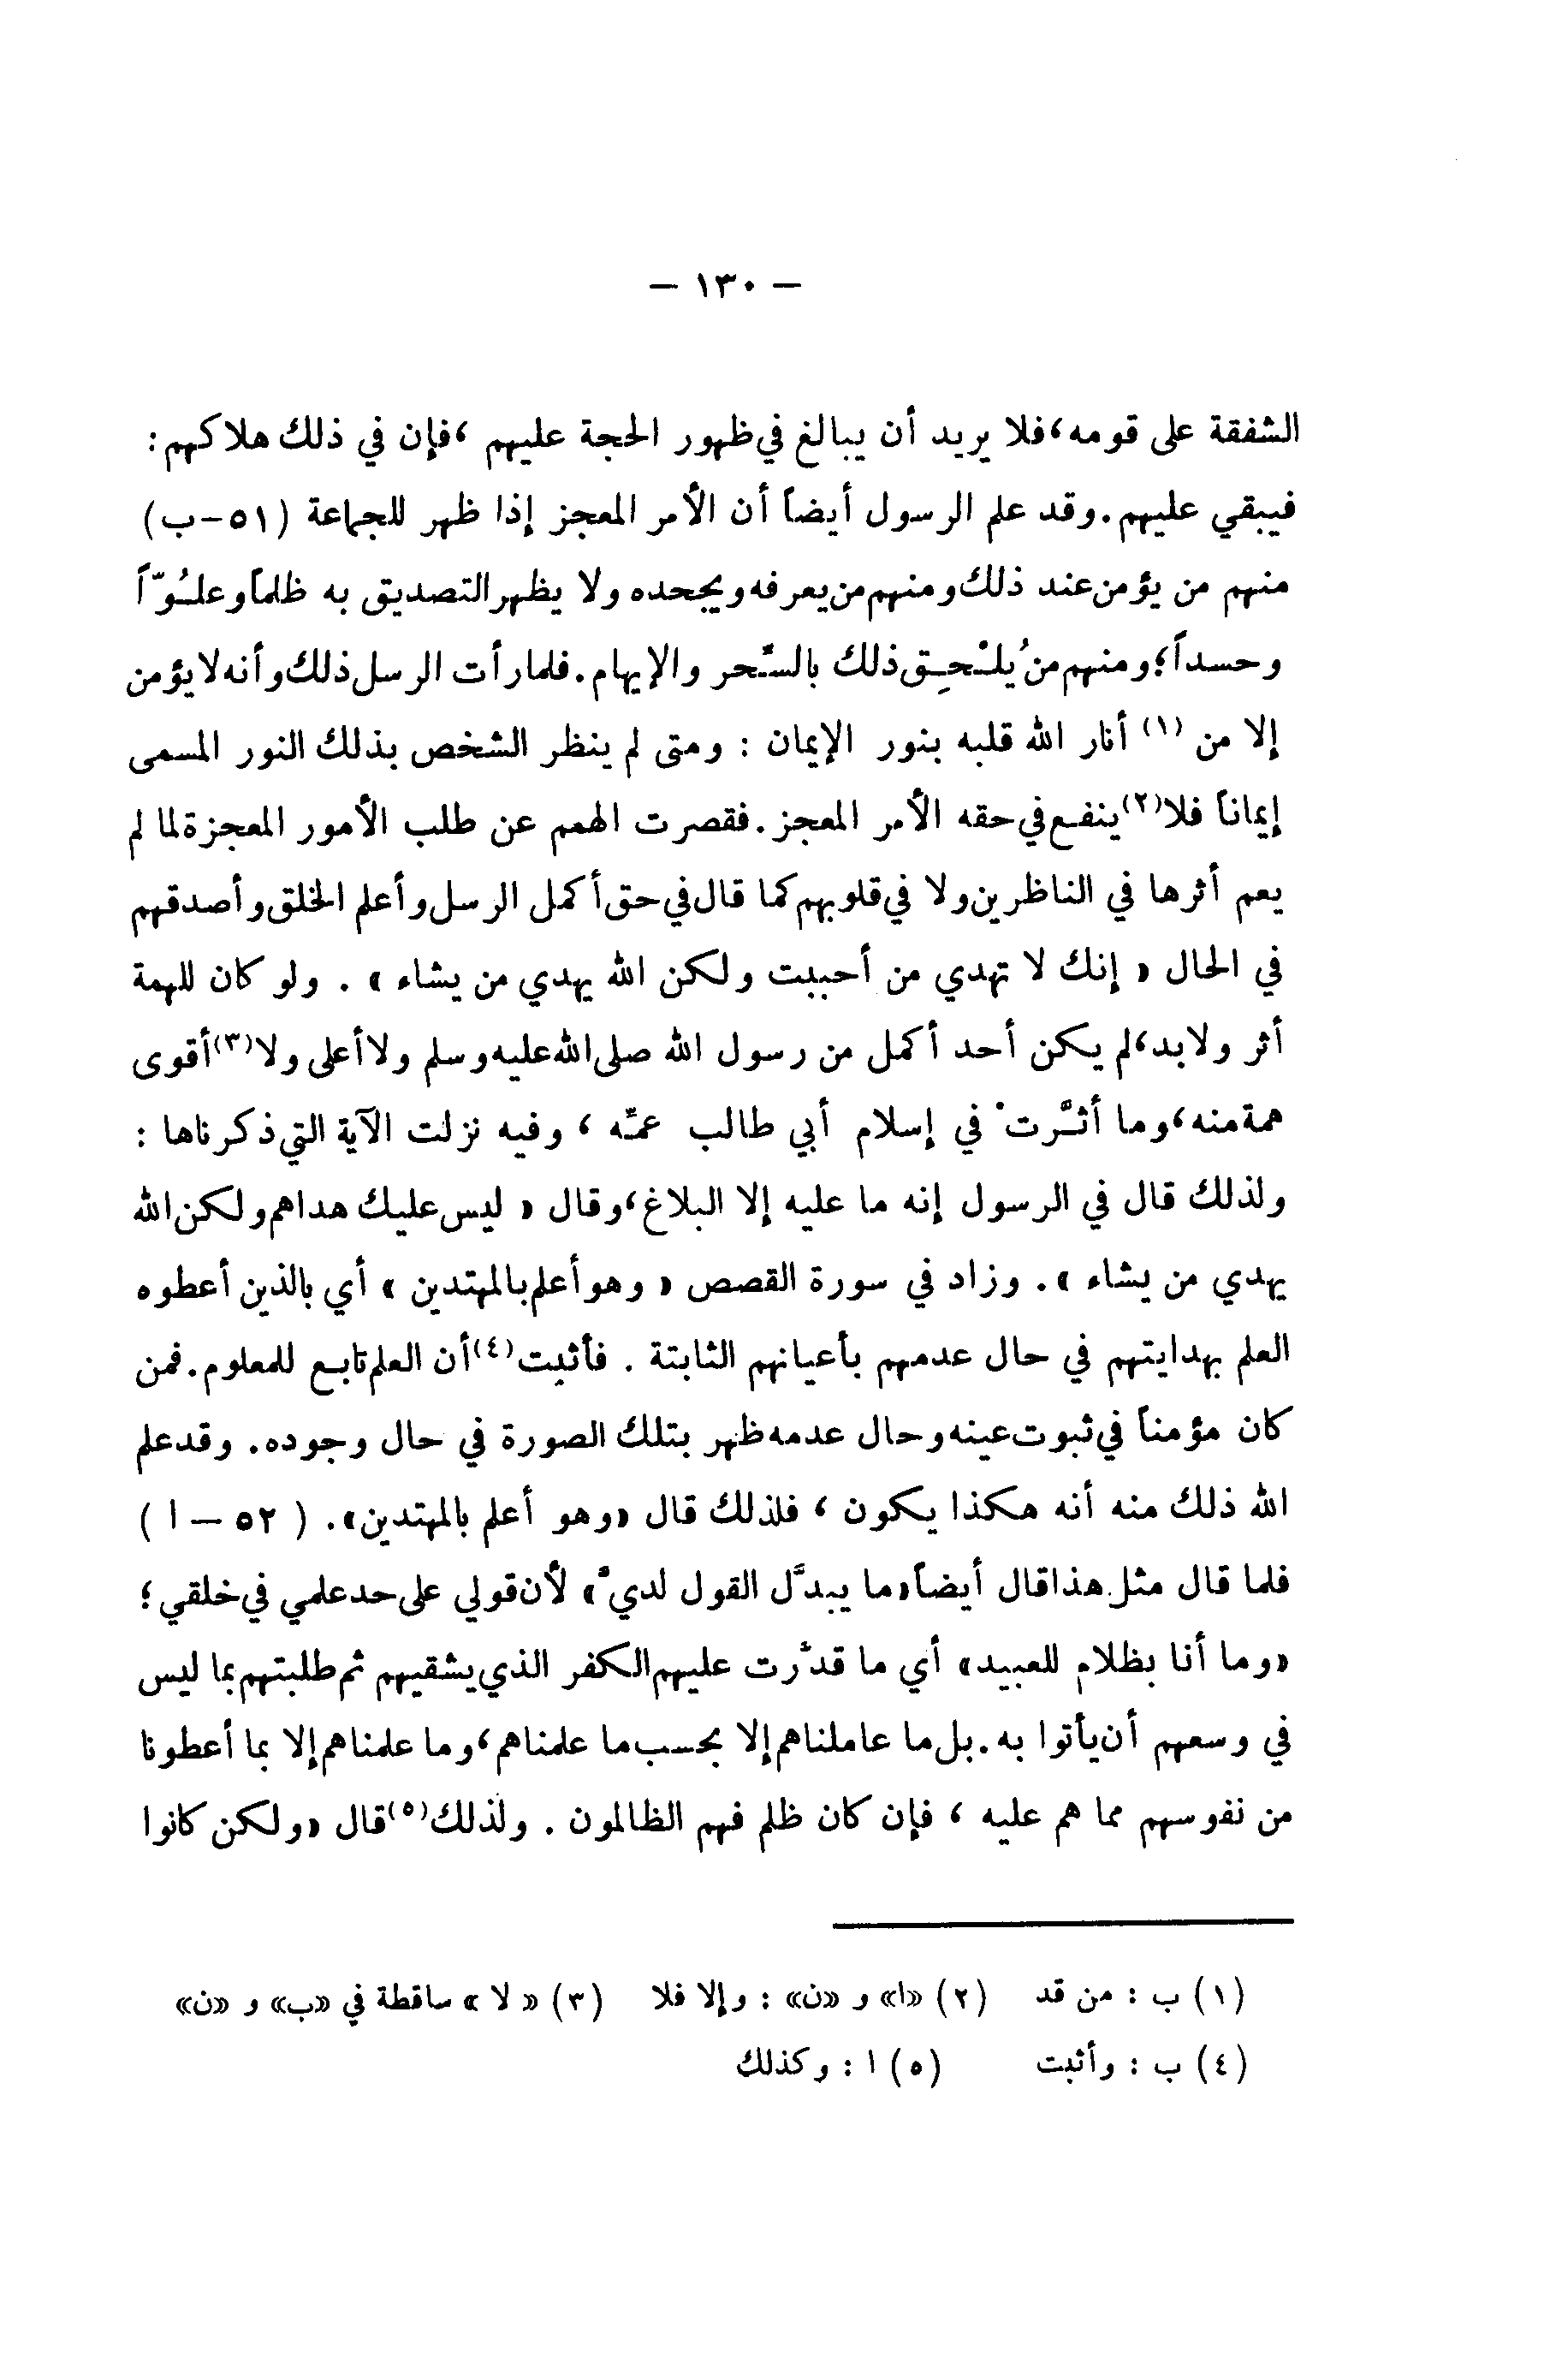 — ١٣٠ —
الشفقة على قومه، فلا يريد أن يبالغ في ظهور الحجة عليهم ، فإن في ذلك هلاكهم :
فيبقي عليهم. وقد علم الرسول أيضاً أن الأمر المعجز إذا ظهر للجماعة (٥١-ب)
منهم من يؤمن عند ذلك ومنهم من يعرفه ويجحده ولا يظهر التصديق به ظلماً وعلُوّاً
وحسداً؛ ومنهم من يُلْحِق ذلك بالسِّحر والإيهام. فلما رأت الرسل ذلك وأنه لا يؤمن
إلا من (١) أنار الله قلبه بنور الإيمان : ومتى لم ينظر الشخص بذلك النور المسمى
إيماناً فلا(٢) ينفع في حقه الأمر المعجز. فقصرت الهمم عن طلب الأمور المعجزة لما لم
يعم أثرها في الناظرين ولا في قلوبهم كما قال في حق أكمل الرسل وأعلم الخلق وأصدقهم
في الحال « إنك لا تهدي من أحببت ولكن الله يهدي من يشاء » . ولو كان للهمة
أثر ولابد، لم يكن أحد أكمل من رسول الله صلى الله عليه وسلم ولا أعلى ولا(٣) أقوى
همة منه، وما أثَّرتْ في إسلام أبي طالب عمِّه ، وفيه نزلت الآية التي ذكرناها :
ولذلك قال في الرسول إنه ما عليه إلا البلاغ، وقال « ليس عليك هداهم ولكن الله
يهدي من يشاء ». وزاد في سورة القصص « وهو أعلم بالمهتدين » أي بالذين أعطوه
العلم بهدايتهم في حال عدمهم بأعيانهم الثابتة . فأثبت(٤) أن العلم تابع للمعلوم. فمن
كان مؤمناً في ثبوت عينه وحال عدمه ظهر بتلك الصورة في حال وجوده. وقد علم
الله ذلك منه أنه هكذا يكون ، فلذلك قال «وهو أعلم بالمهتدين». ( ٥٢ – ا )
فلما قال مثل هذا قال أيضاً «ما يبدَّل القول لديّ» لأن قولي على حد علمي في خلقي ؛
«وما أنا بظلام للعبيد» أي ما قدَّرت عليهم الكفر الذي يشقيهم ثم طلبتهم بما ليس
في وسعهم أن يأتوا به. بل ما عاملناهم إلا بحسب ما علمناهم، وما علمناهم إلا بما أعطونا
من نفوسهم مما هم عليه ، فإن كان ظلم فهم الظالمون . ولذلك(٥) قال «ولكن كانوا
(١) ب : من قد (٢) «ا» و «ن» : وإلا فلا (٣) « لا » ساقطة في «ب» و «ن»
(٤) ب : وأثبت (٥) ا : وكذلك